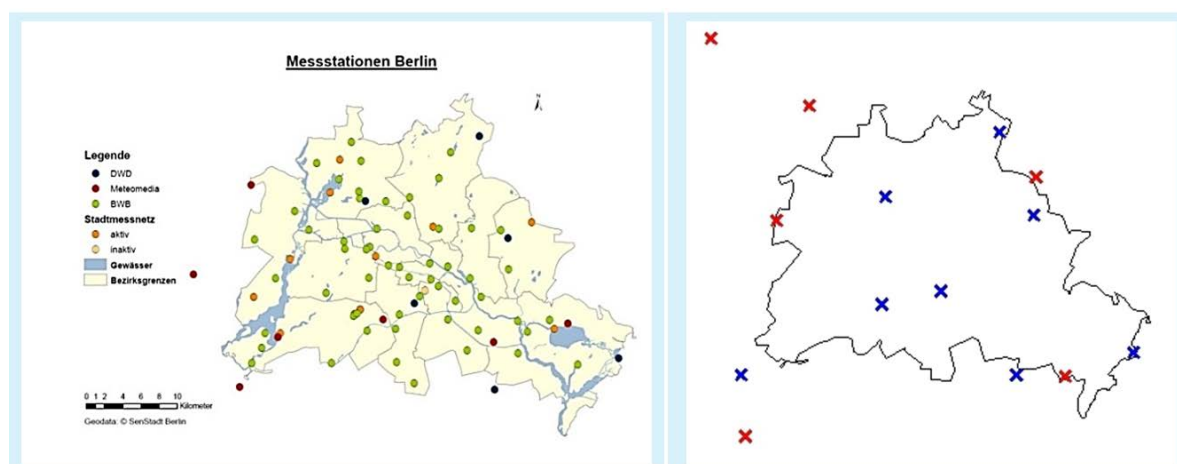 Messstationen Berlin
N
Legende
DWD
Meteomedia
BWB
Stadtmessnetz
aktiv
inaktiv
Gewässer
Bezirksgrenzen
0 1 2 4 6 8 10
Kilometer
Geodata: © SenStadt Berlin